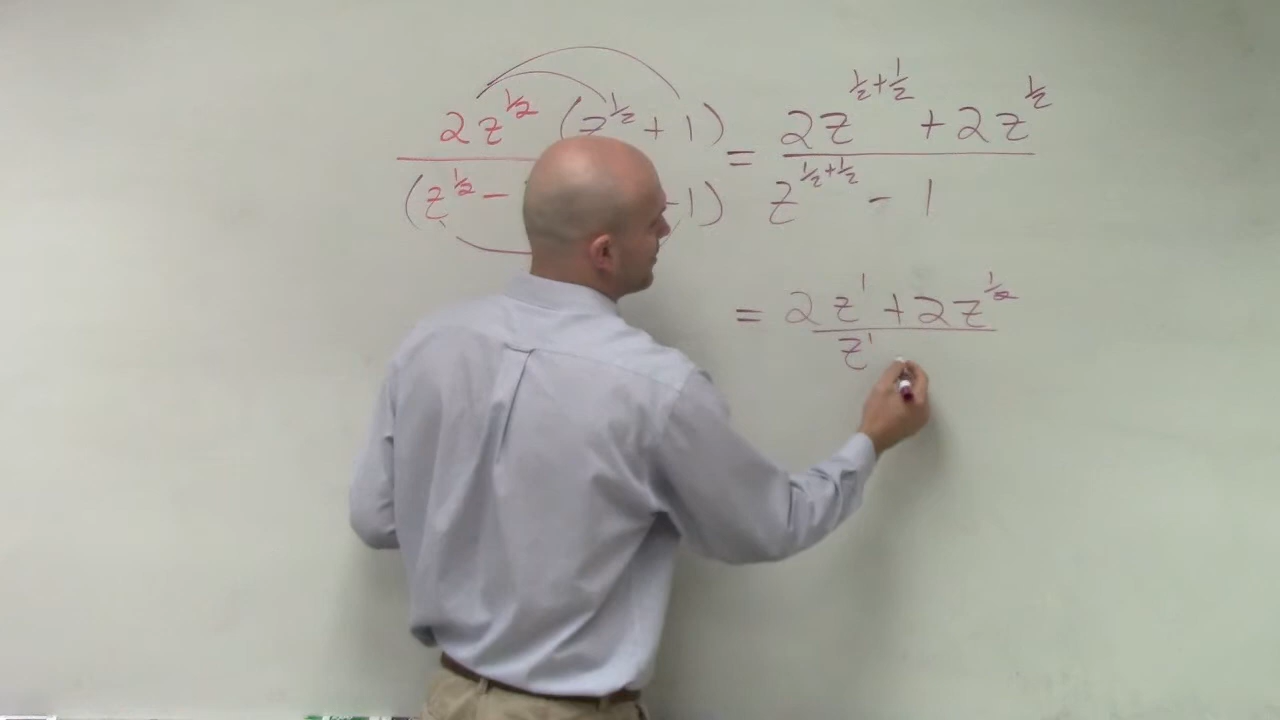 2z^(1/2) (z^(1/2) + 1) = 2z^(1/2+1/2) + 2z^(1/2)
(z^(1/2) − +1) z^(1/2+1/2) − 1
= 2z^1 + 2z^(1/2)
z^1